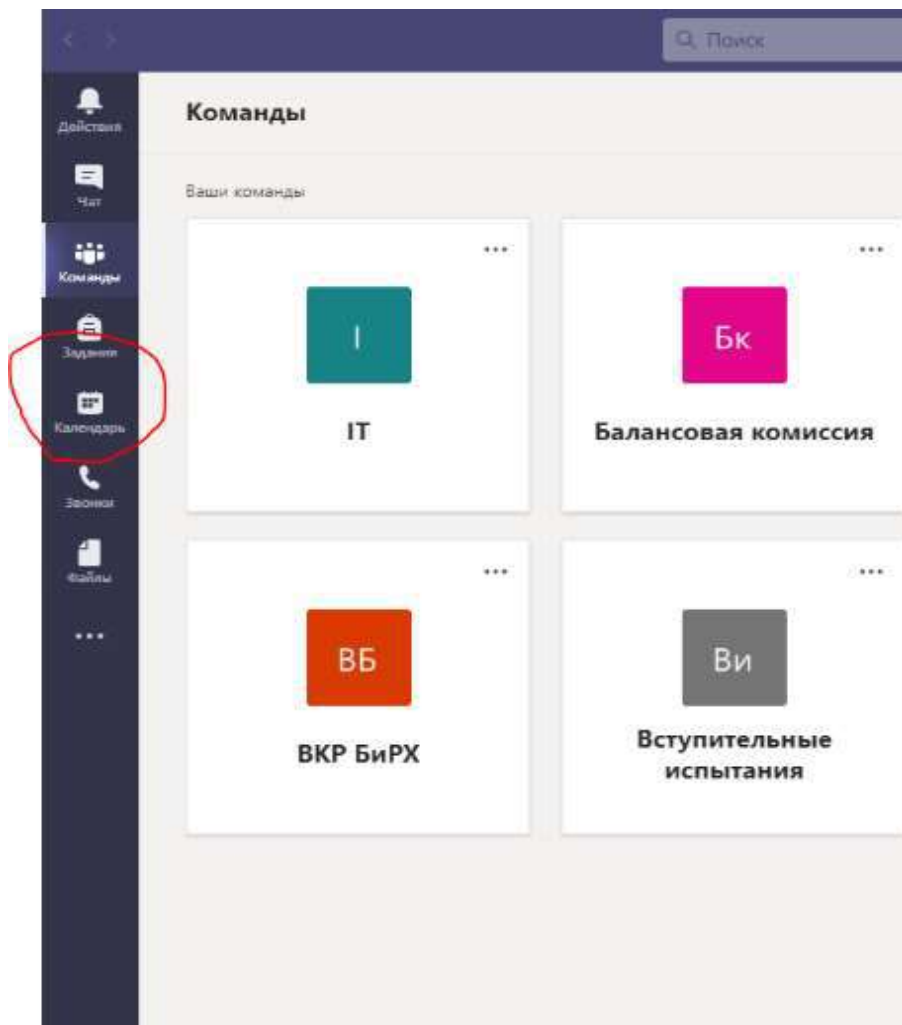 Поиск
Действия
Чат
Команды
Задания
Календарь
Звонки
Файлы
Команды
Ваши команды
I
IT
Бк
Балансовая комиссия
ВБ
ВКР БиРХ
Ви
Вступительные
испытания